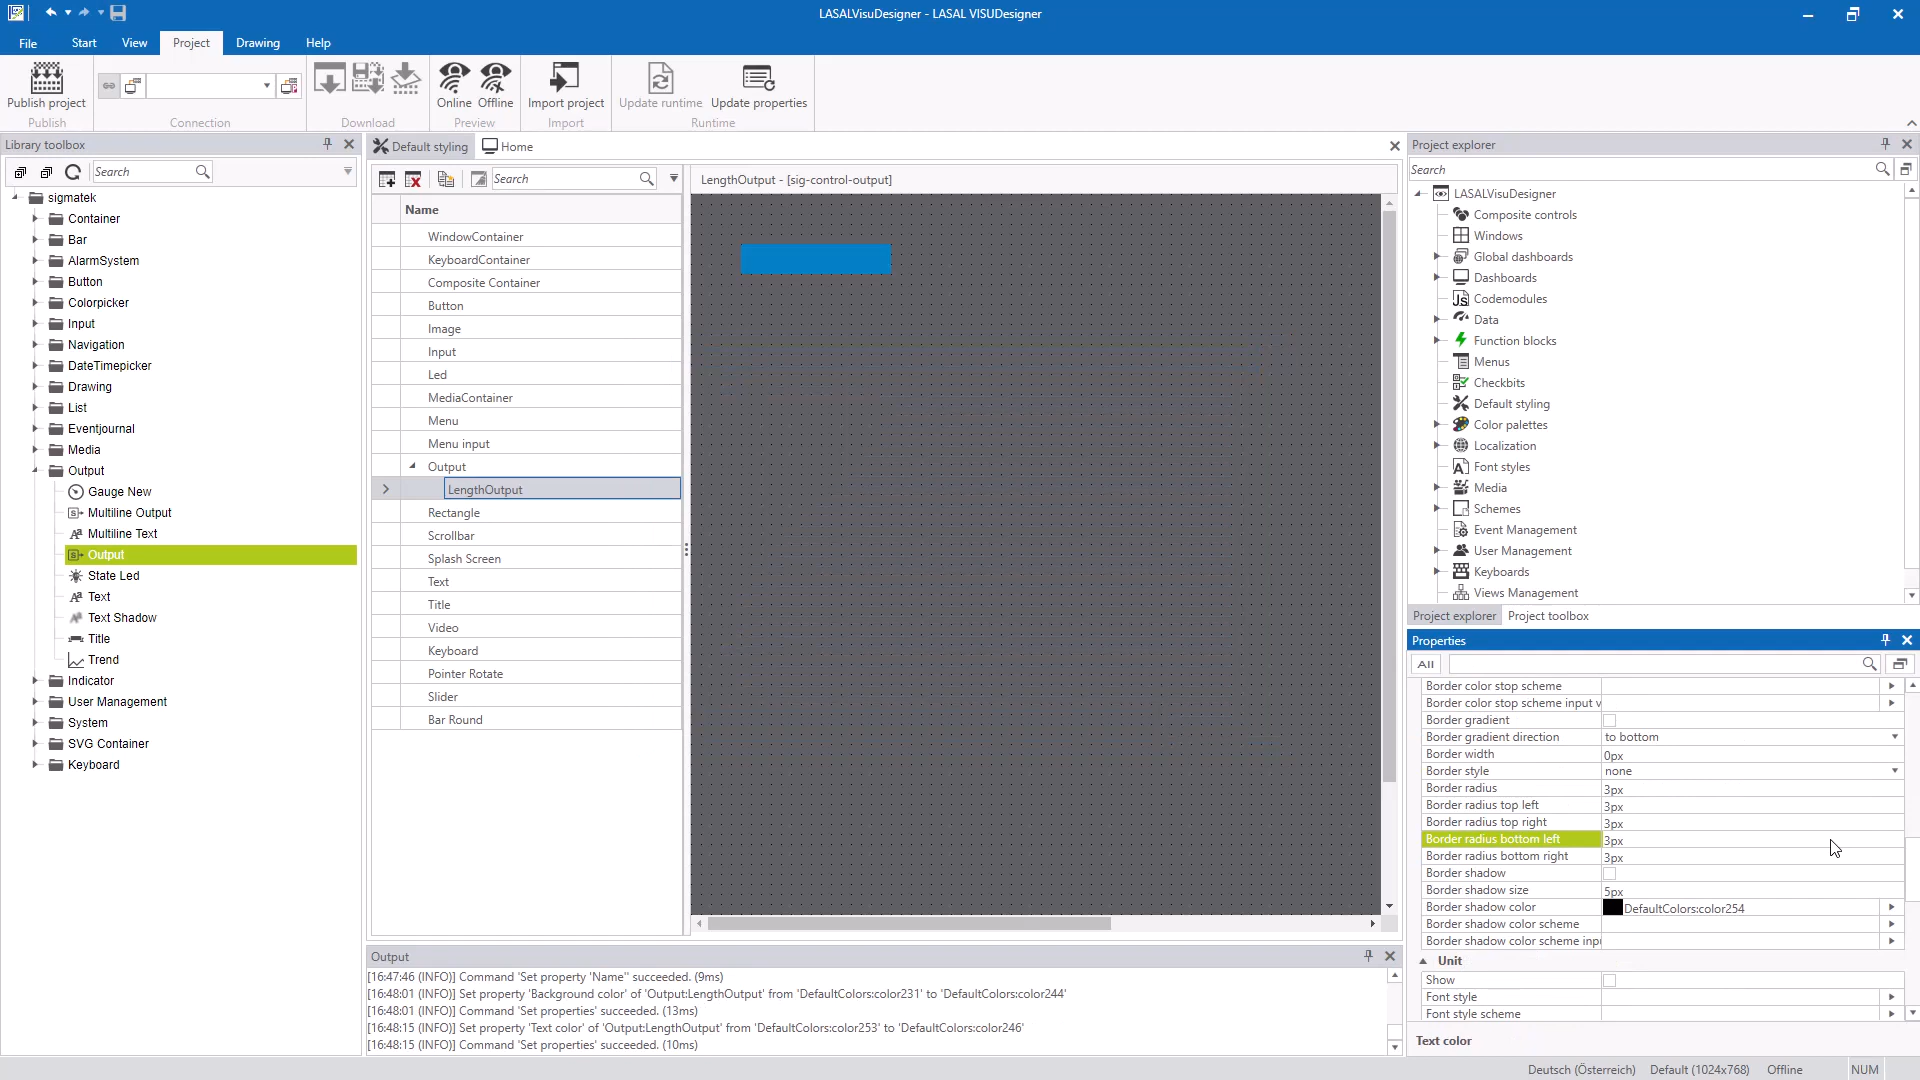 LASALVisuDesigner - LASAL VISUDesigner
File Start View Project Drawing Help
Publish project
Online Offline
Import project
Update runtime Update properties
Publish Connection Download Preview Import Runtime
Library toolbox
Search
sigmatek
Container
Bar
AlarmSystem
Button
Colorpicker
Input
Navigation
DateTimepicker
Drawing
List
Eventjournal
Media
Output
Gauge New
Multiline Output
Multiline Text
Output
State Led
Text
Text Shadow
Title
Trend
Indicator
User Management
System
SVG Container
Keyboard
Default styling Home
Search
Name
WindowContainer
KeyboardContainer
Composite Container
Button
Image
Input
Led
MediaContainer
Menu
Menu input
Output
LengthOutput
Rectangle
Scrollbar
Splash Screen
Text
Title
Video
Keyboard
Pointer Rotate
Slider
Bar Round
LengthOutput - [sig-control-output]
Output
[16:47:46 (INFO)] Command 'Set property 'Name'' succeeded. (9ms)
[16:48:01 (INFO)] Set property 'Background color' of 'Output:LengthOutput' from 'DefaultColors:color231' to 'DefaultColors:color244'
[16:48:01 (INFO)] Command 'Set properties' succeeded. (13ms)
[16:48:15 (INFO)] Set property 'Text color' of 'Output:LengthOutput' from 'DefaultColors:color253' to 'DefaultColors:color246'
[16:48:15 (INFO)] Command 'Set properties' succeeded. (10ms)
Project explorer
Search
LASALVisuDesigner
Composite controls
Windows
Global dashboards
Dashboards
Codemodules
Data
Function blocks
Menus
Checkbits
Default styling
Color palettes
Localization
Font styles
Media
Schemes
Event Management
User Management
Keyboards
Views Management
Project explorer Project toolbox
Properties
All
Border color stop scheme
Border color stop scheme input v
Border gradient
Border gradient direction to bottom
Border width 0px
Border style none
Border radius 3px
Border radius top left 3px
Border radius top right 3px
Border radius bottom left 3px
Border radius bottom right 3px
Border shadow
Border shadow size 5px
Border shadow color DefaultColors:color254
Border shadow color scheme
Border shadow color scheme inpu
Unit
Show
Font style
Font style scheme
Text color
Deutsch (Österreich) Default (1024x768) Offline NUM